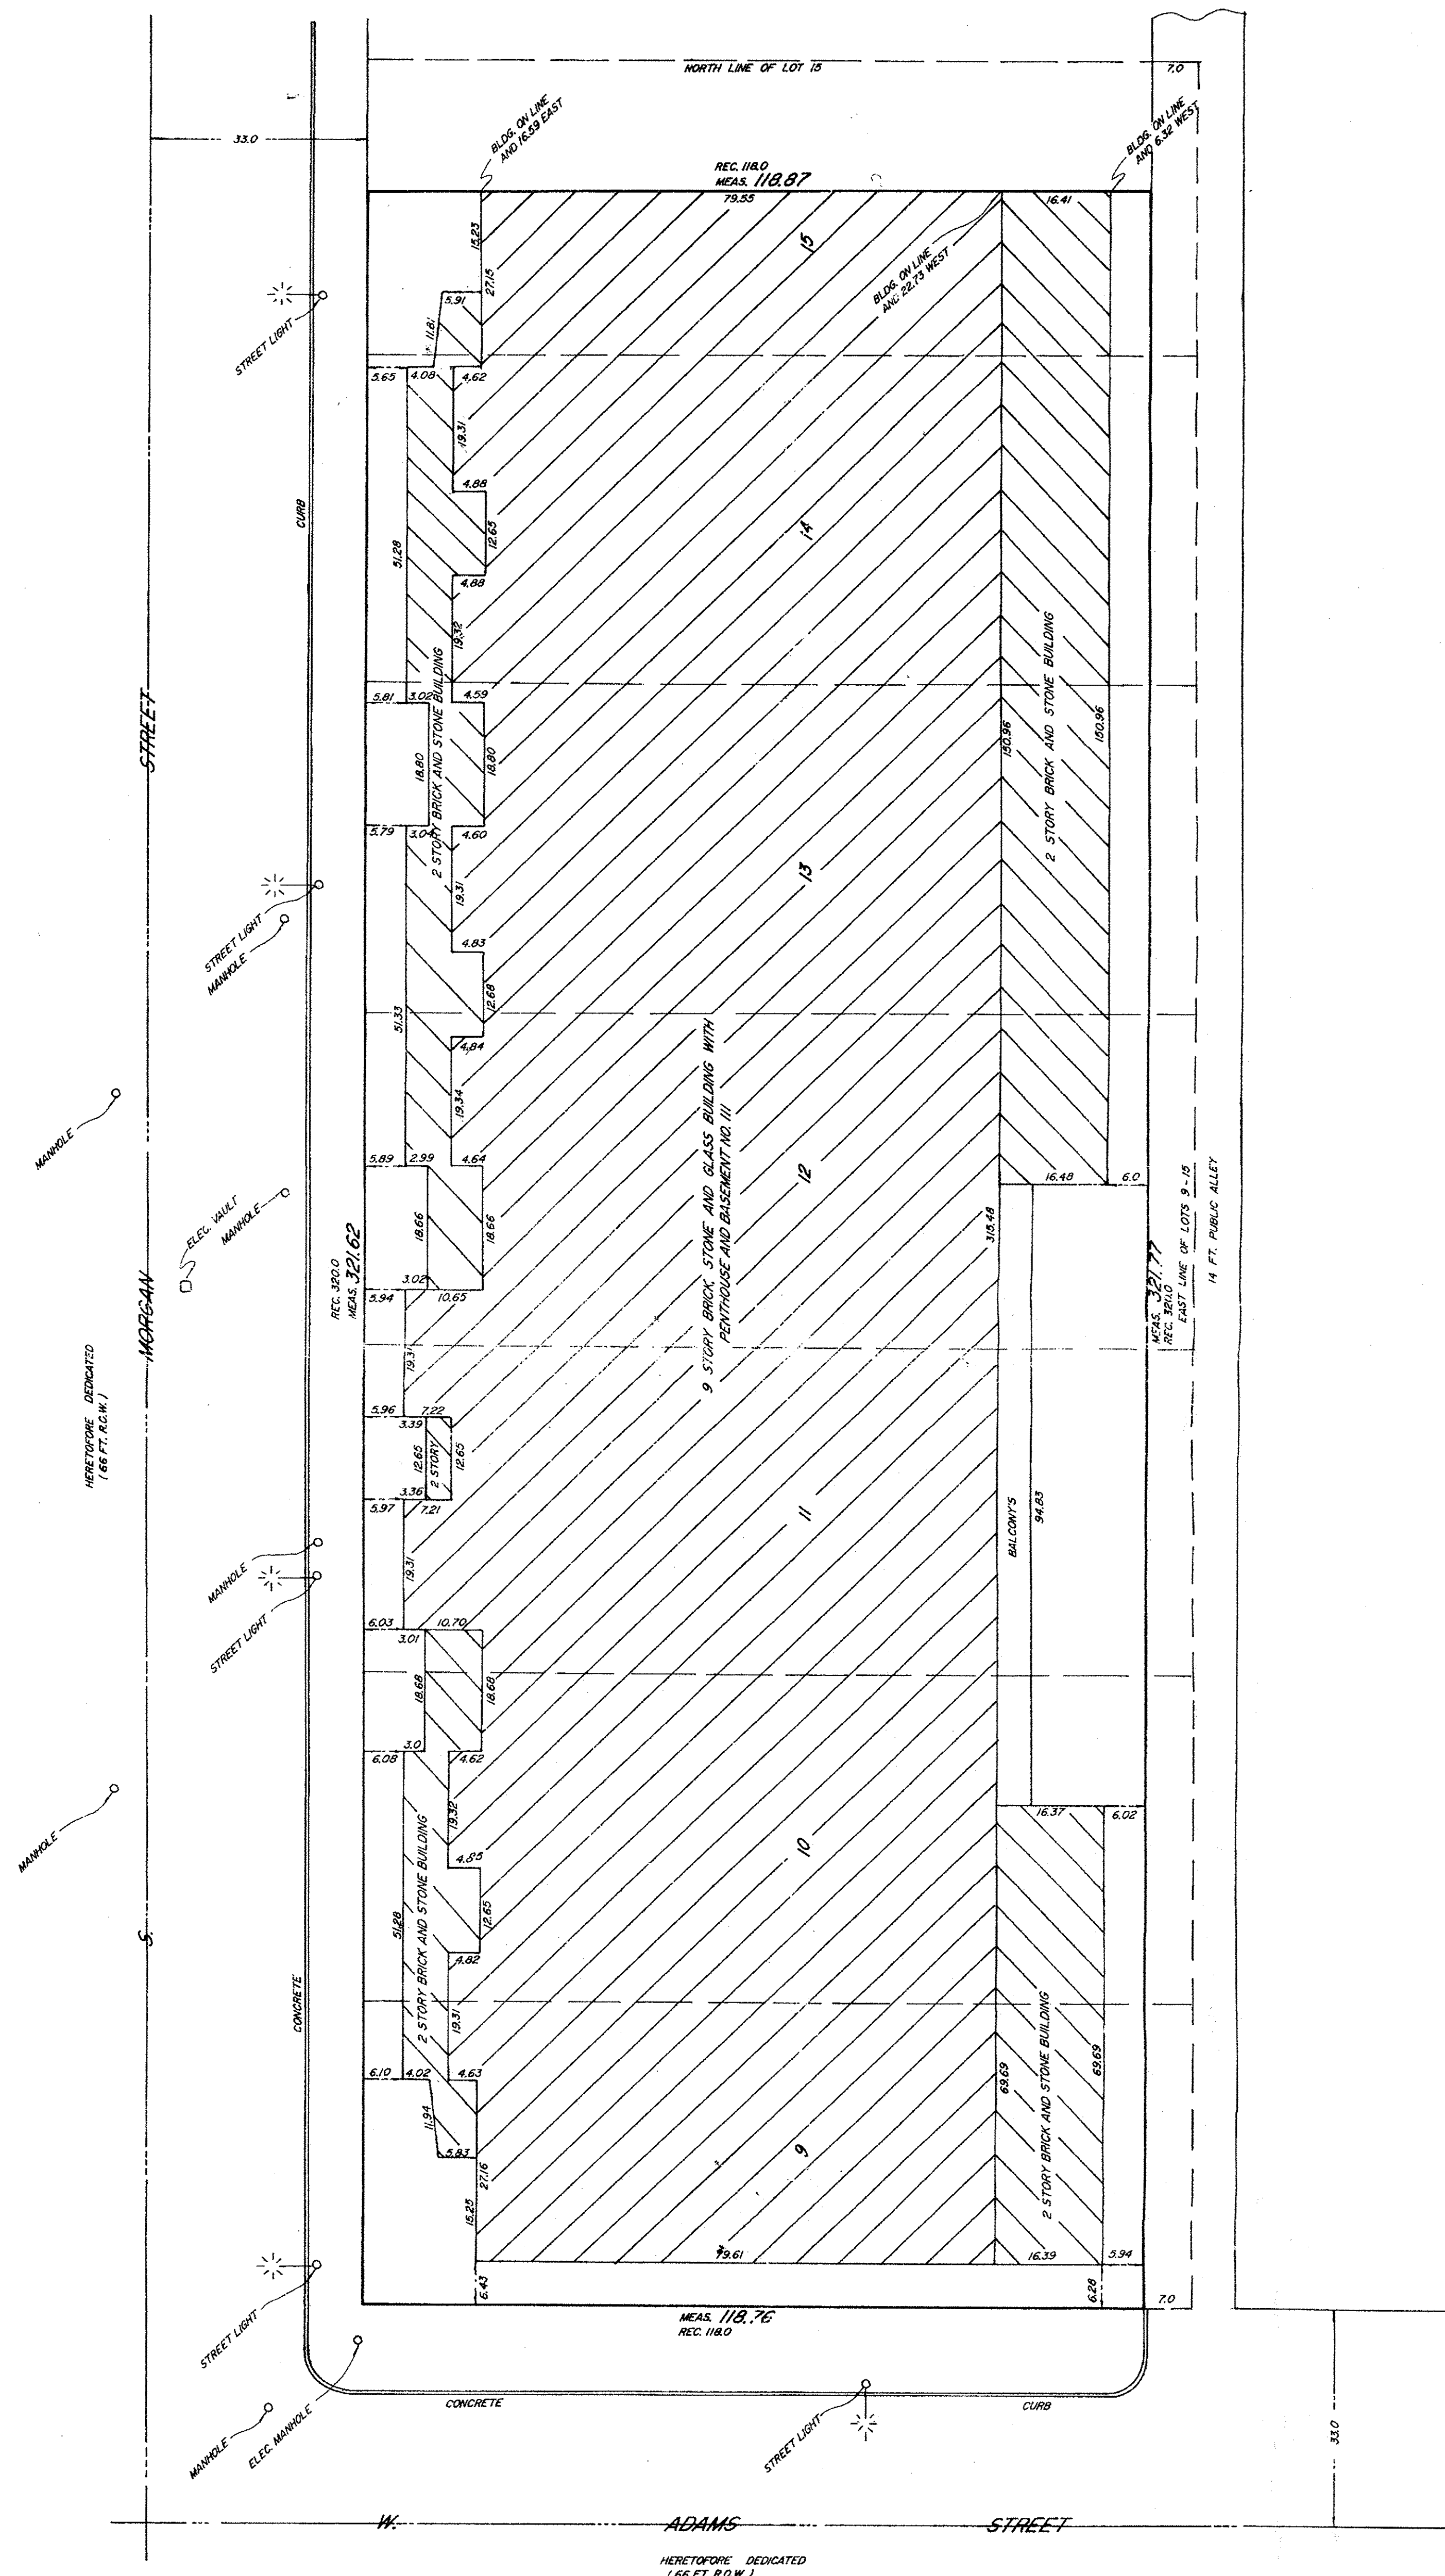 NORTH LINE OF LOT 15
7.0
33.0
BLDG. ON LINE
AND 16.59 EAST
BLDG. ON LINE
AND 6.32 WEST
REC. 118.0
MEAS. 118.87
79.55
16.41
15
15.23
27.15
BLDG. ON LINE
AND 22.73 WEST
5.91
11.81
STREET LIGHT
5.65
4.08
4.62
19.31
4.88
CURB
12.65
14
51.28
4.88
19.32
2 STORY BRICK AND STONE BUILDING
2 STORY BRICK AND STONE BUILDING
5.81
3.02
4.59
STREET
18.80
18.80
150.96
150.96
5.79
3.04
4.60
13
19.31
STREET LIGHT
MANHOLE
4.83
12.68
51.33
4.84
19.34
MANHOLE
5.89
2.99
4.64
12
16.48
6.0
9 STORY BRICK, STONE AND GLASS BUILDING WITH
PENTHOUSE AND BASEMENT NO. 111
ELEC. VAULT
MANHOLE
18.66
18.66
315.48
EAST LINE OF LOTS 9-15
14 FT. PUBLIC ALLEY
REC. 320.0
MEAS. 321.62
MEAS. 321.77
REC. 321.0
3.02
5.94
10.65
MORGAN
19.31
HERETOFORE DEDICATED
( 66 FT. R.O.W. )
5.96
7.22
3.39
12.65
2 STORY
12.65
3.36
5.97
7.21
11
BALCONY'S
94.83
19.31
MANHOLE
STREET LIGHT
6.03
10.70
3.01
18.68
18.68
3.0
6.08
4.62
16.37
6.02
19.32
MANHOLE
10
4.85
2 STORY BRICK AND STONE BUILDING
51.28
12.65
S.
4.82
CONCRETE
19.31
2 STORY BRICK AND STONE BUILDING
69.69
69.69
6.10
4.02
4.63
11.94
5.83
9
27.16
15.25
79.61
16.39
5.94
6.43
6.28
7.0
STREET LIGHT
MEAS. 118.76
REC. 118.0
CONCRETE
CURB
MANHOLE
ELEC. MANHOLE
STREET LIGHT
33.0
W. ADAMS STREET
HERETOFORE DEDICATED
( 66 FT. R.O.W. )